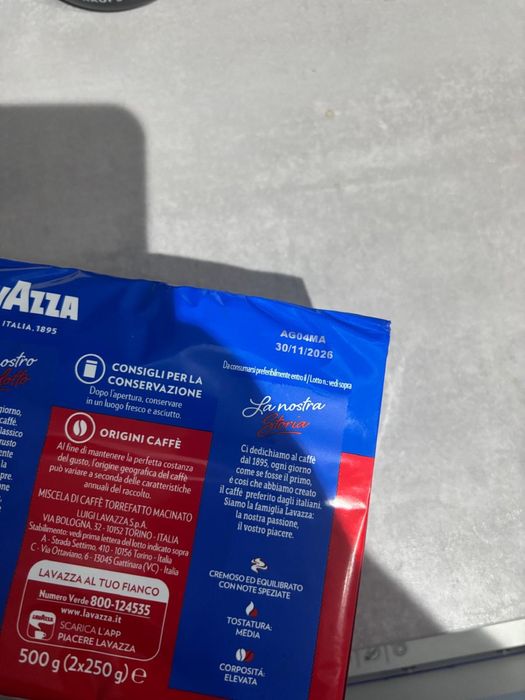 VAZZA
ITALIA, 1895
AG04MA
30/11/2026
Da consumarsi preferibilmente entro il / Lotto n.: vedi sopra
CONSIGLI PER LA
CONSERVAZIONE
Dopo l'apertura, conservare
in un luogo fresco e asciutto.
ORIGINI CAFFÈ
Al fine di mantenere la perfetta costanza
del gusto, l'origine geografica del caffè
può variare a seconda delle caratteristiche
annuali del raccolto.
MISCELA DI CAFFÈ TORREFATTO MACINATO
LUIGI LAVAZZA S.p.A.
VIA BOLOGNA, 32 - 10152 TORINO - ITALIA
Stabilimento: vedi prima lettera del lotto indicato sopra
A - Strada Settimo, 410 - 10156 Torino - Italia
C - Via Ottaviano, 6 - 13045 Gattinara (VC) - Italia
LAVAZZA AL TUO FIANCO
Numero Verde 800-124535
www.lavazza.it
LAVAZZA
SCARICA L'APP
PIACERE LAVAZZA
500 g (2x250 g) e
La nostra
Storia
Ci dedichiamo al caffè
dal 1895, ogni giorno
come se fosse il primo,
è così che abbiamo creato
il caffè preferito dagli italiani.
Siamo la famiglia Lavazza:
la nostra passione,
il vostro piacere.
CREMOSO ED EQUILIBRATO
CON NOTE SPEZIATE
TOSTATURA:
MEDIA
CORPOSITÀ:
ELEVATA